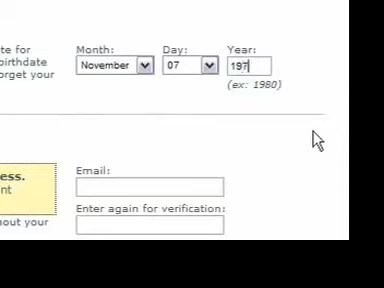 te for
Month:
Day:
Year:
birthdate
November
07
197
orget your
(ex: 1980)
ess.
Email:
nt
Enter again for verification:
hout your